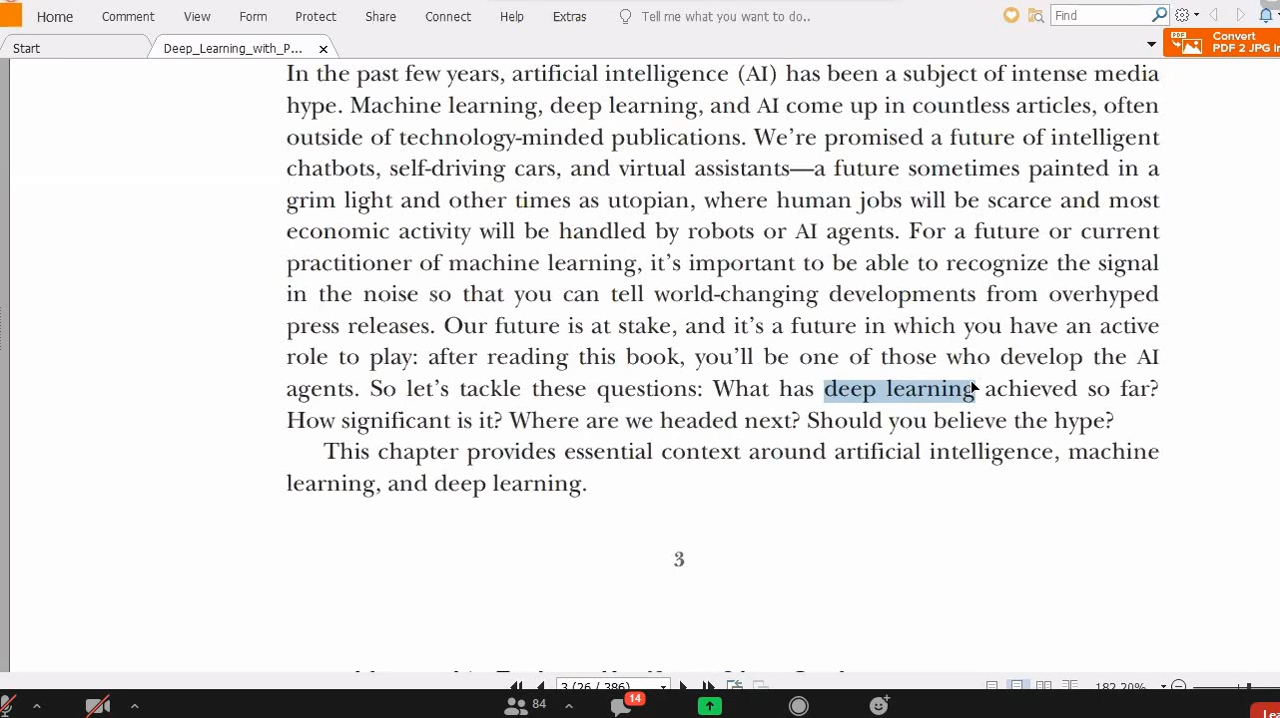 Home Comment View Form Protect Share Connect Help Extras Tell me what you want to do.. Find
Convert
PDF 2 JPG In
Start Deep_Learning_with_P...
In the past few years, artificial intelligence (AI) has been a subject of intense media
hype. Machine learning, deep learning, and AI come up in countless articles, often
outside of technology-minded publications. We're promised a future of intelligent
chatbots, self-driving cars, and virtual assistants—a future sometimes painted in a
grim light and other times as utopian, where human jobs will be scarce and most
economic activity will be handled by robots or AI agents. For a future or current
practitioner of machine learning, it's important to be able to recognize the signal
in the noise so that you can tell world-changing developments from overhyped
press releases. Our future is at stake, and it's a future in which you have an active
role to play: after reading this book, you'll be one of those who develop the AI
agents. So let's tackle these questions: What has deep learning achieved so far?
How significant is it? Where are we headed next? Should you believe the hype?
This chapter provides essential context around artificial intelligence, machine
learning, and deep learning.
3
3 (26 / 386) 182.20%
84 14